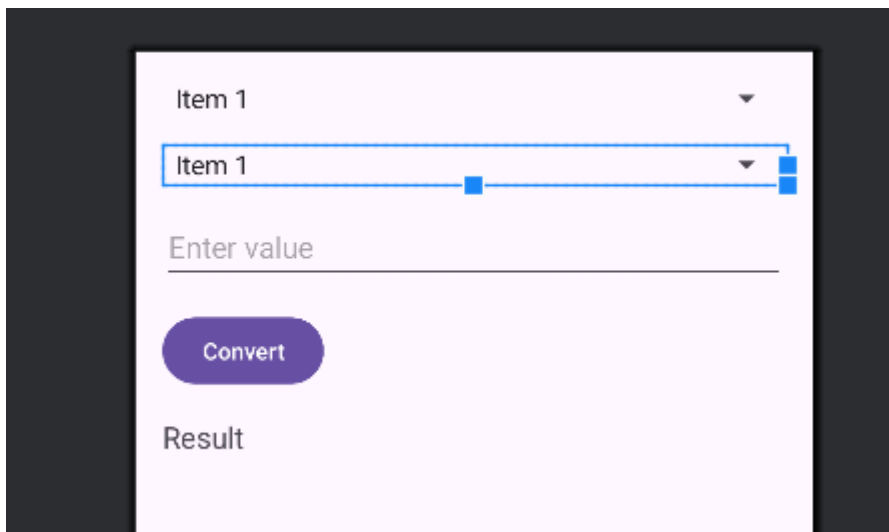 Item 1
Item 1
Enter value
Convert
Result